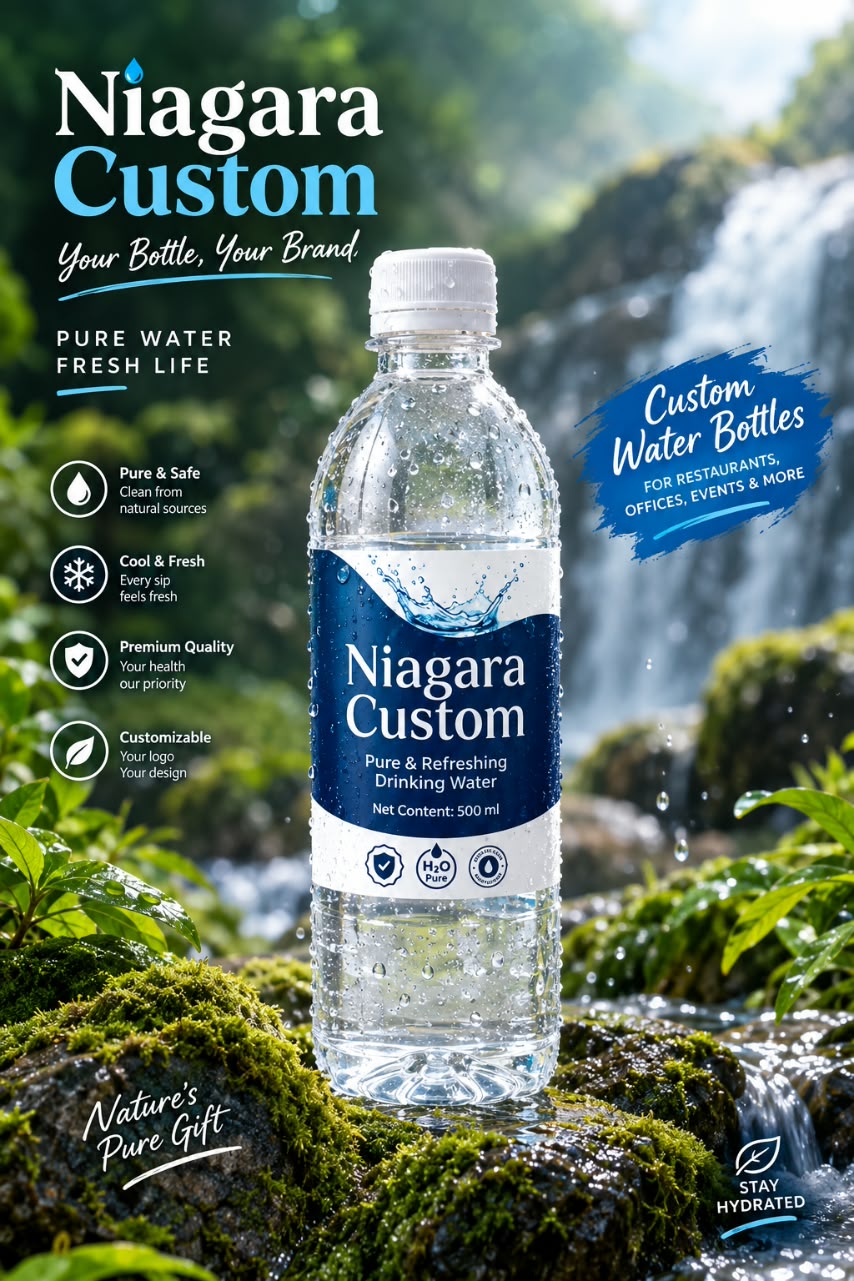 Niagara
Custom
Your Bottle, Your Brand.
PURE WATER
FRESH LIFE
Pure & Safe
Clean from
natural sources
Cool & Fresh
Every sip
feels fresh
Premium Quality
Your health
our priority
Customizable
Your logo
Your design
Custom
Water Bottles
FOR RESTAURANTS,
OFFICES, EVENTS & MORE
Niagara
Custom
Pure & Refreshing
Drinking Water
Net Content: 500 ml
H₂O
Pure
Nature's
Pure Gift
STAY
HYDRATED